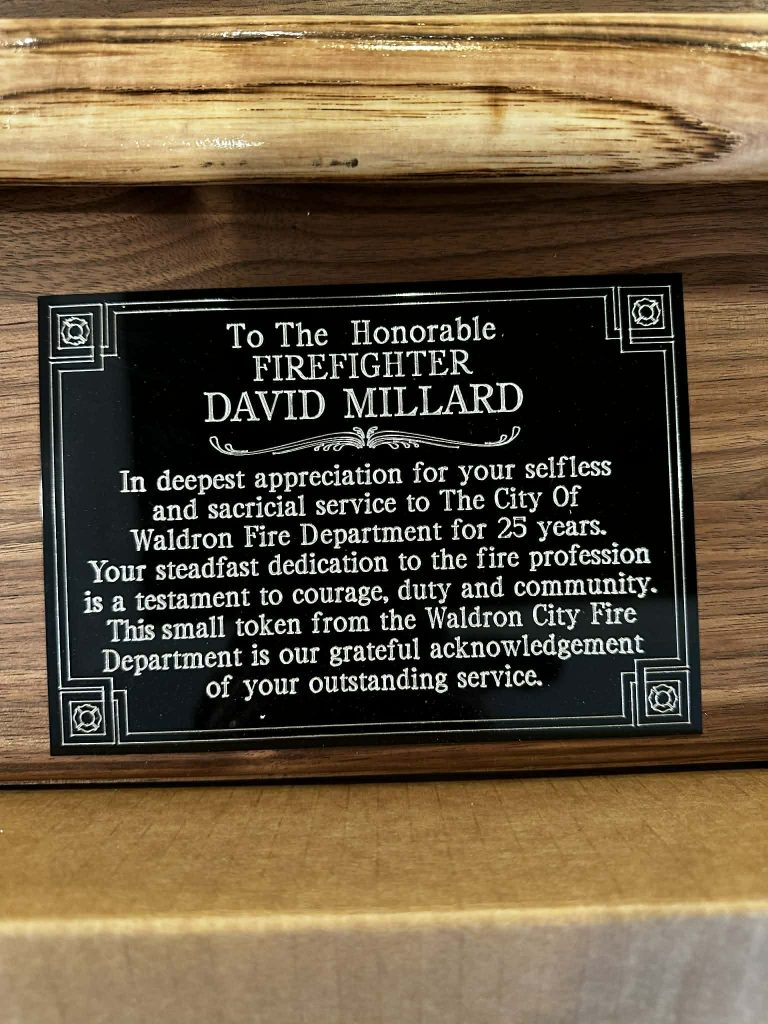 To The Honorable
FIREFIGHTER
DAVID MILLARD
In deepest appreciation for your selfless
and sacricial service to The City Of
Waldron Fire Department for 25 years.
Your steadfast dedication to the fire profession
is a testament to courage, duty and community.
This small token from the Waldron City Fire
Department is our grateful acknowledgement
of your outstanding service.